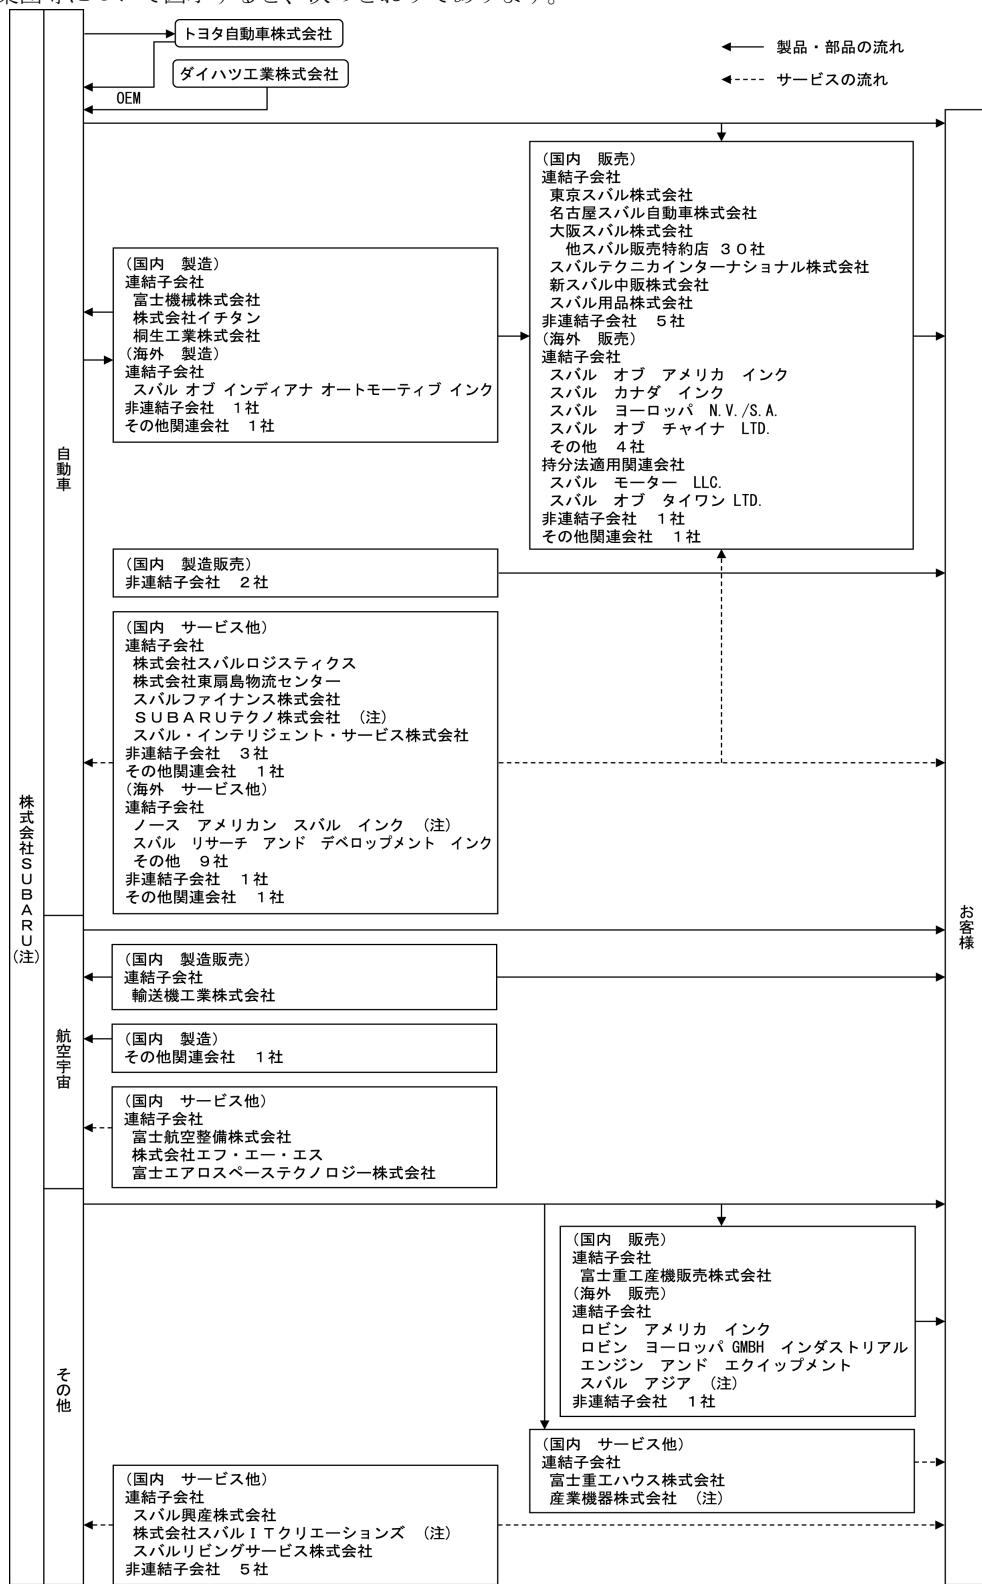 トヨタ自動車株式会社
ダイハツ工業株式会社
OEM
製品・部品の流れ
サービスの流れ
株式会社SUBARU(注)
自動車
(国内　製造)
連結子会社
富士機械株式会社
株式会社イチタン
桐生工業株式会社
(海外　製造)
連結子会社
スバル オブ インディアナ オートモーティブ インク
非連結子会社　1社
その他関連会社　1社
(国内　販売)
連結子会社
東京スバル株式会社
名古屋スバル自動車株式会社
大阪スバル株式会社
他スバル販売特約店 30社
スバルテクニカインターナショナル株式会社
新スバル中販株式会社
スバル用品株式会社
非連結子会社　5社
(海外　販売)
連結子会社
スバル　オブ　アメリカ　インク
スバル　カナダ　インク
スバル　ヨーロッパ　N.V./S.A.
スバル　オブ　チャイナ　LTD.
その他　4社
持分法適用関連会社
スバル　モーター　LLC.
スバル　オブ　タイワン LTD.
非連結子会社　1社
その他関連会社　1社
(国内　製造販売)
非連結子会社　2社
(国内　サービス他)
連結子会社
株式会社スバルロジスティクス
株式会社東扇島物流センター
スバルファイナンス株式会社
SUBARUテクノ株式会社　(注)
スバル・インテリジェント・サービス株式会社
非連結子会社　3社
その他関連会社　1社
(海外　サービス他)
連結子会社
ノース　アメリカン　スバル　インク　(注)
スバル　リサーチ　アンド　デベロップメント　インク
その他　9社
非連結子会社　1社
その他関連会社　1社
航空宇宙
(国内　製造販売)
連結子会社
輸送機工業株式会社
(国内　製造)
その他関連会社　1社
(国内　サービス他)
連結子会社
富士航空整備株式会社
株式会社エフ・エー・エス
富士エアロスペーステクノロジー株式会社
その他
(国内　販売)
連結子会社
富士重工産機販売株式会社
(海外　販売)
連結子会社
ロビン　アメリカ　インク
ロビン　ヨーロッパ GMBH　インダストリアル
エンジン　アンド　エクイップメント
スバル　アジア　(注)
非連結子会社　1社
(国内　サービス他)
連結子会社
富士重工ハウス株式会社
産業機器株式会社　(注)
(国内　サービス他)
連結子会社
スバル興産株式会社
株式会社スバルITクリエーションズ　(注)
スバルリビングサービス株式会社
非連結子会社　5社
お客様